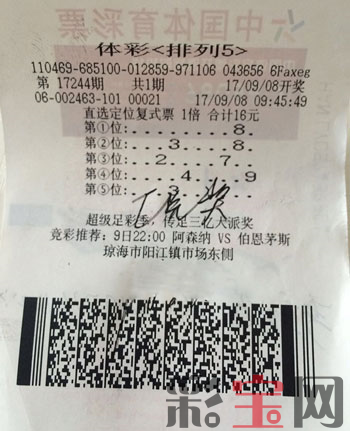 中国体育彩票
体彩<排列5>
110469-685100-012859-971106 043656 6Faxeg
第 17244期 共1期 17/09/08开奖
06-002463-101 00021 17/09/08 09:45:49
直选定位复式票 1倍 合计16元
第①位:..............8.
第②位:.......3.....8.
第③位:.....2.....7...
第④位:.........4.....9
第⑤位:.......3
超级足彩季,传足三亿大派奖
竞彩推荐: 9日22:00 阿森纳 VS 伯恩茅斯
琼海市阳江镇市场东侧
彩宝网